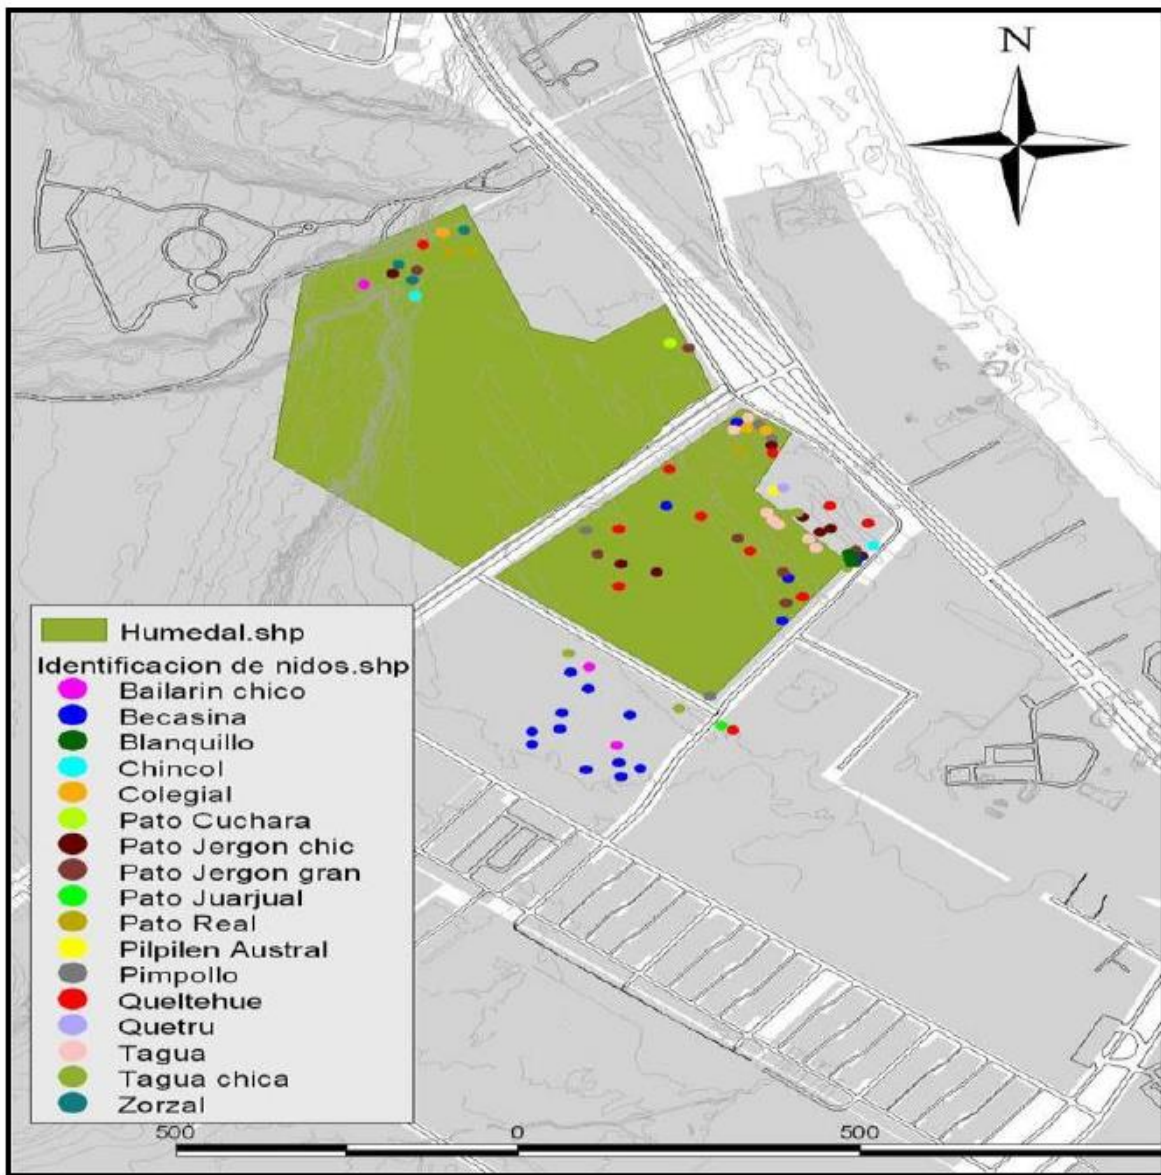 N
Humedal.shp
Identificacion de nidos.shp
Bailarin chico
Becasina
Blanquillo
Chincol
Colegial
Pato Cuchara
Pato Jergon chic
Pato Jergon gran
Pato Juarjual
Pato Real
Pilpilen Austral
Pimpollo
Queltehue
Quetru
Tagua
Tagua chica
Zorzal
500 0 500